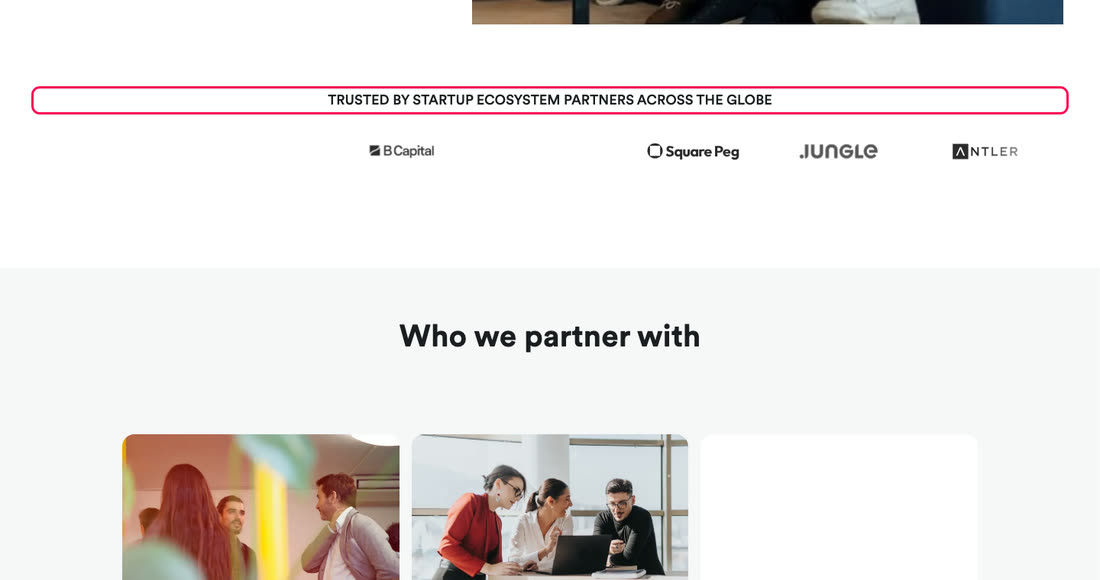 TRUSTED BY STARTUP ECOSYSTEM PARTNERS ACROSS THE GLOBE
B Capital
Square Peg
JUNGLE
ANTLER
Who we partner with